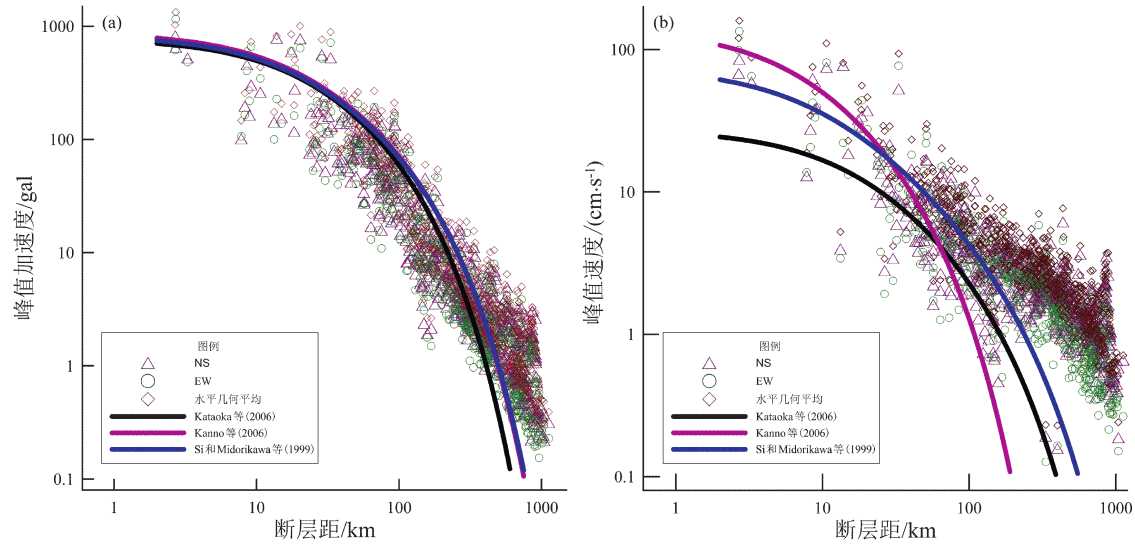 (a)
峰值加速度/gal
1000
100
10
1
0.1
图例
NS
EW
水平几何平均
Kataoka等(2006)
Kanno等(2006)
Si和Midorikawa等(1999)
1 10 100 1000
断层距/km
(b)
峰值速度/(cm·s⁻¹)
100
10
1
0.1
图例
NS
EW
水平几何平均
Kataoka等(2006)
Kanno等(2006)
Si和Midorikawa等(1999)
1 10 100 1000
断层距/km